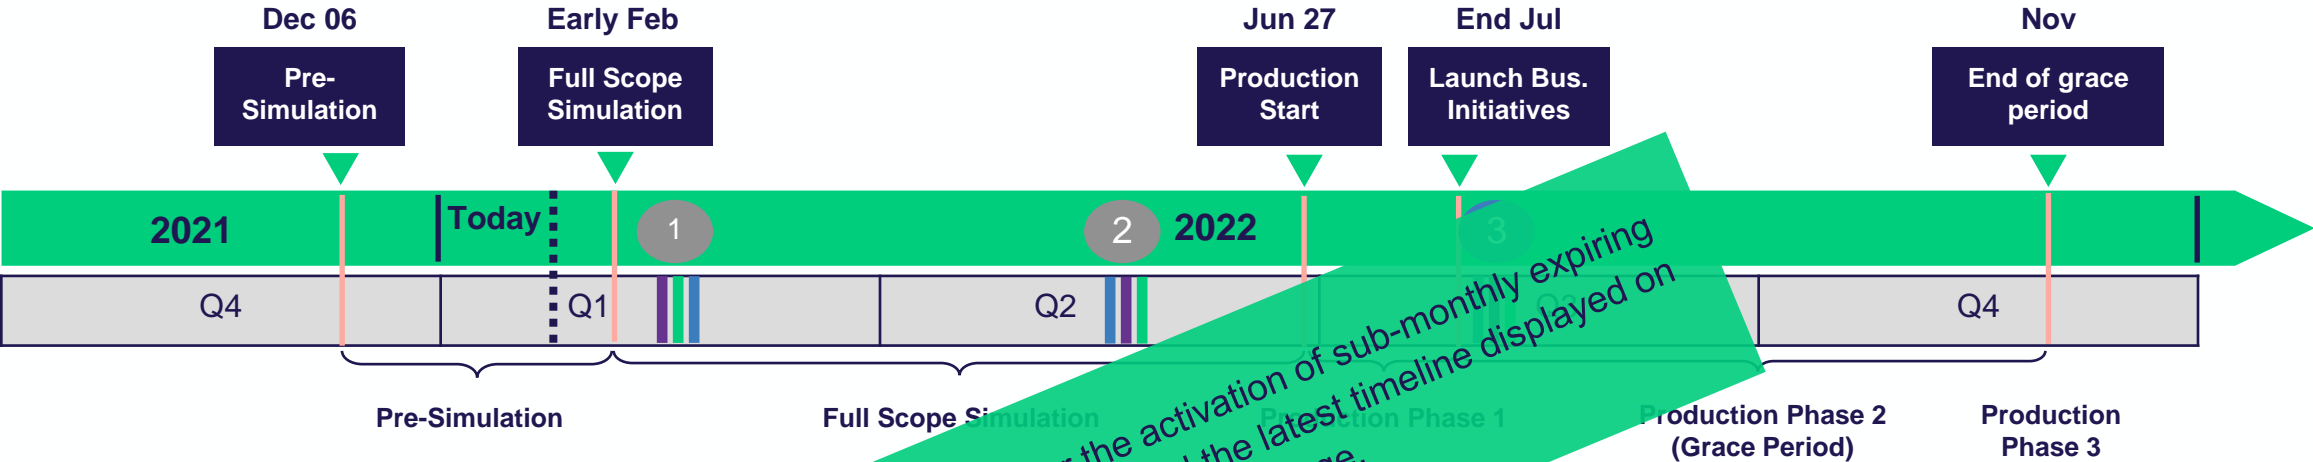 Dec 06
Early Feb
Jun 27
End Jul
Nov
Pre-
Simulation
Full Scope
Simulation
Production
Start
Launch Bus.
Initiatives
End of grace
period
2021
Today
1
2
2022
3
Q4
Q1
Q2
Q3
Q4
the activation of sub-monthly expiring
the latest timeline displayed on
Pre-Simulation
Full Scope Simulation
Production Phase 1
Production Phase 2
(Grace Period)
Production
Phase 3